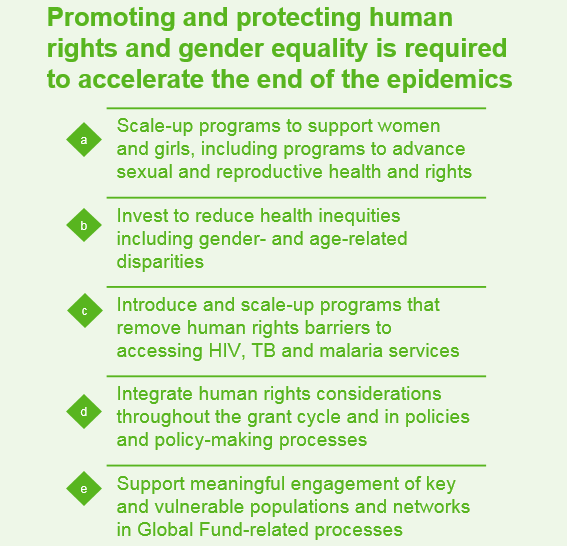 Promoting and protecting human
rights and gender equality is required
to accelerate the end of the epidemics
a
Scale-up programs to support women
and girls, including programs to advance
sexual and reproductive health and rights
b
Invest to reduce health inequities
including gender- and age-related
disparities
c
Introduce and scale-up programs that
remove human rights barriers to
accessing HIV, TB and malaria services
d
Integrate human rights considerations
throughout the grant cycle and in policies
and policy-making processes
e
Support meaningful engagement of key
and vulnerable populations and networks
in Global Fund-related processes